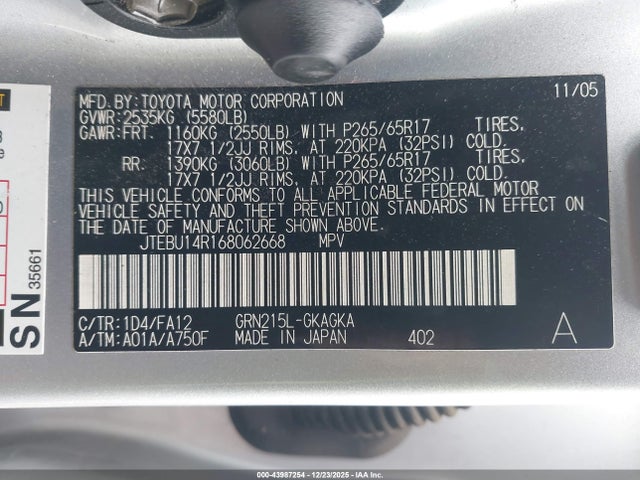 MFD. BY: TOYOTA MOTOR CORPORATION 11/05
GVWR: 2535KG (5580LB)
GAWR: FRT. 1160KG (2550LB) WITH P265/65R17 TIRES,
17X7 1/2JJ RIMS, AT 220KPA (32PSI) COLD.
RR: 1390KG (3060LB) WITH P265/65R17 TIRES,
17X7 1/2JJ RIMS, AT 220KPA (32PSI) COLD.
THIS VEHICLE CONFORMS TO ALL APPLICABLE FEDERAL MOTOR
VEHICLE SAFETY AND THEFT PREVENTION STANDARDS IN EFFECT ON
THE DATE OF MANUFACTURE SHOWN ABOVE.
JTEBU14R168062668 MPV
C/TR: 1D4/FA12 GRN215L-GKAGKA
A/TM: A01A/A750F MADE IN JAPAN 402 A
SN 35661
000-43987254 - 12/23/2025 - IAA Inc.